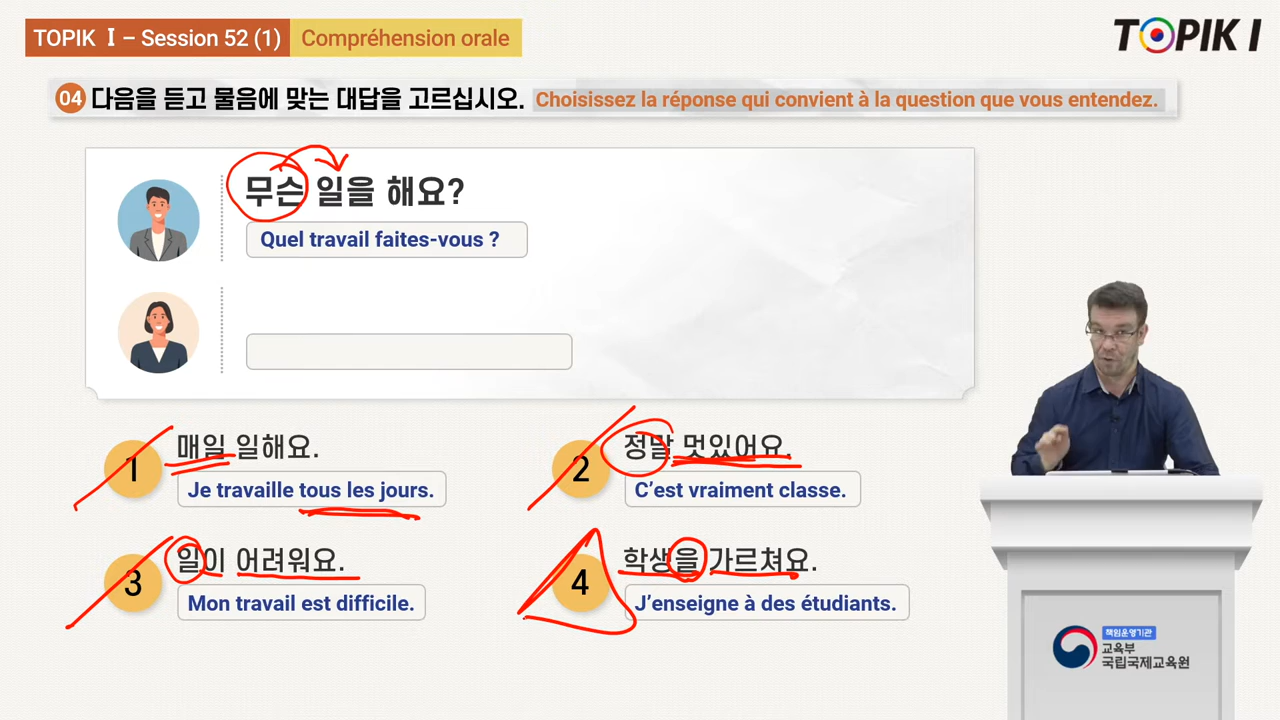 TOPIK Ⅰ – Session 52 (1) Compréhension orale
TOPIK I
04 다음을 듣고 물음에 맞는 대답을 고르십시오. Choisissez la réponse qui convient à la question que vous entendez.
무슨 일을 해요?
Quel travail faites-vous ?
1 매일 일해요.
Je travaille tous les jours.
2 정말 멋있어요.
C’est vraiment classe.
3 일이 어려워요.
Mon travail est difficile.
4 학생을 가르쳐요.
J’enseigne à des étudiants.
책임운영기관
교육부
국립국제교육원